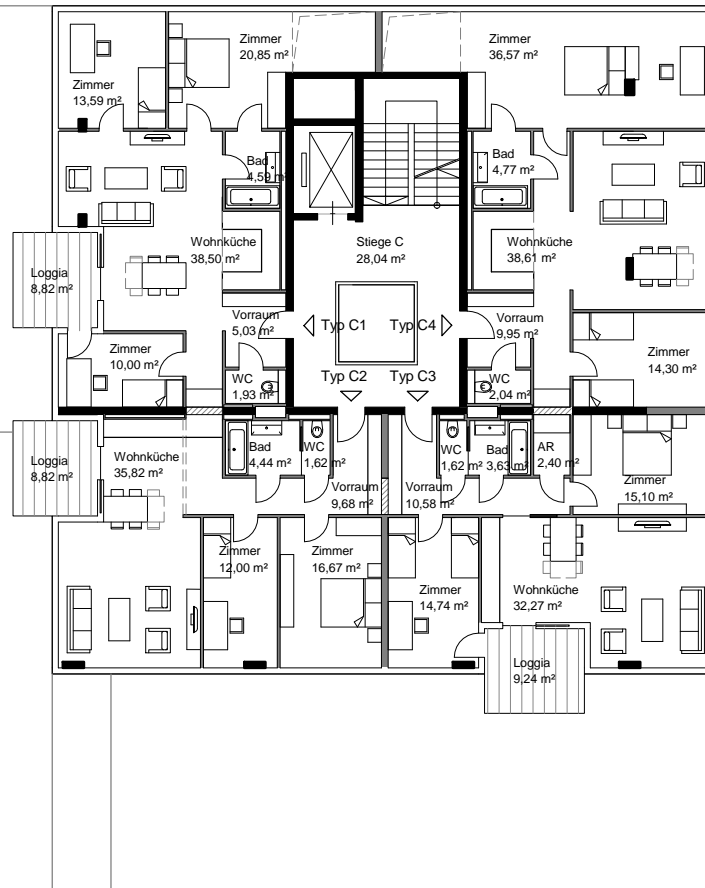 Zimmer
20,85 m²
Zimmer
36,57 m²
Zimmer
13,59 m²
Bad
4,59 m²
Bad
4,77 m²
Wohnküche
38,50 m²
Stiege C
28,04 m²
Wohnküche
38,61 m²
Loggia
8,82 m²
Vorraum
5,03 m²
Typ C1
Typ C4
Vorraum
9,95 m²
Zimmer
10,00 m²
Zimmer
14,30 m²
WC
1,93 m²
Typ C2
Typ C3
WC
2,04 m²
Loggia
8,82 m²
Wohnküche
35,82 m²
Bad
4,44 m²
WC
1,62 m²
WC
1,62 m²
Bad
3,63 m²
AR
2,40 m²
Vorraum
9,68 m²
Vorraum
10,58 m²
Zimmer
15,10 m²
Zimmer
12,00 m²
Zimmer
16,67 m²
Zimmer
14,74 m²
Wohnküche
32,27 m²
Loggia
9,24 m²